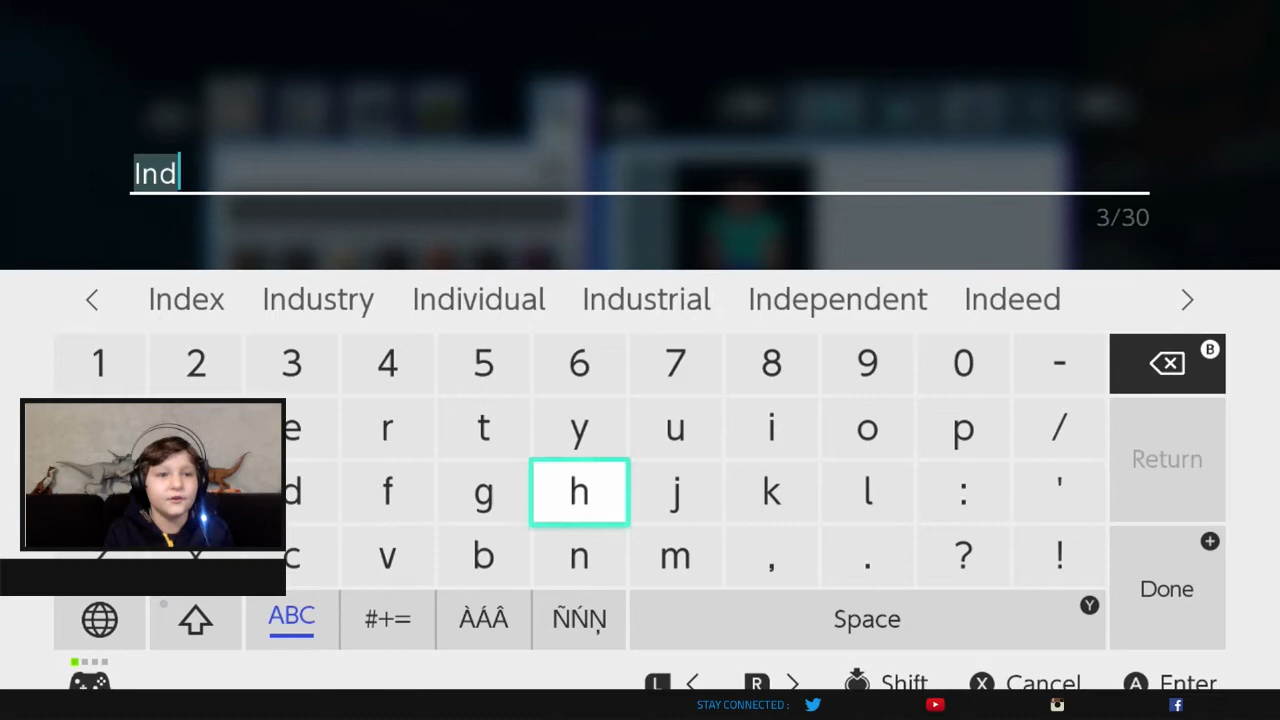 Ind
3/30
Index Industry Individual Industrial Independent Indeed
1 2 3 4 5 6 7 8 9 0 - B
e r t y u i o p / Return
d f g h j k l : '
c v b n m , . ? ! +
Done
ABC #+= ÀÁÂ ÑŃŅ Space Y
L R Shift X Cancel A Enter
STAY CONNECTED :